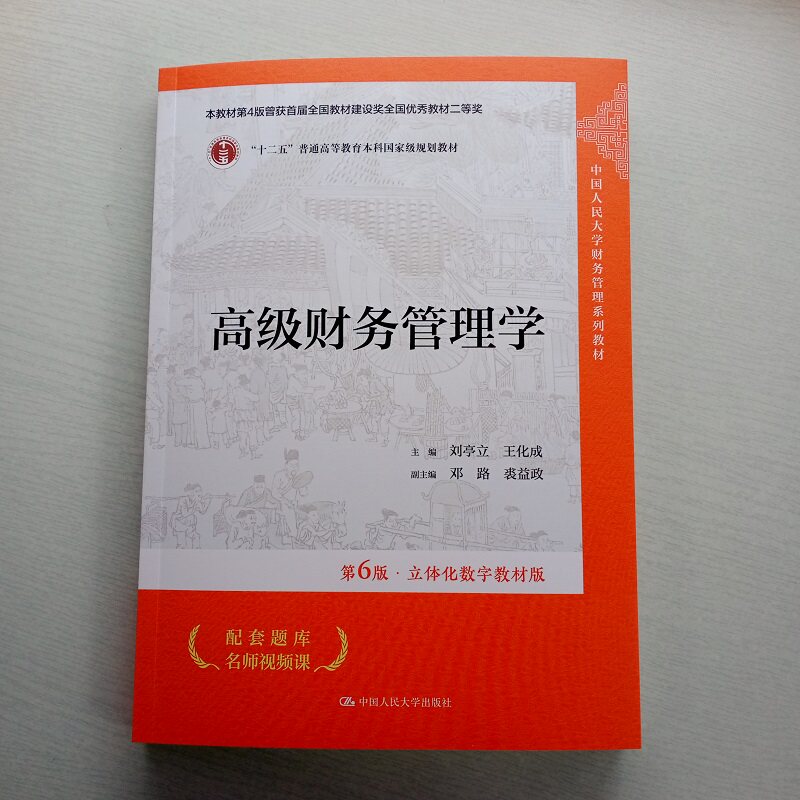 本教材第4版曾获首届全国教材建设奖全国优秀教材二等奖
“十二五”普通高等教育本科国家级规划教材
中国人民大学财务管理系列教材
高级财务管理学
主 编 刘亭立 王化成
副主编 邓 路 裘益政
第6版·立体化数字教材版
配套题库
名师视频课
中国人民大学出版社